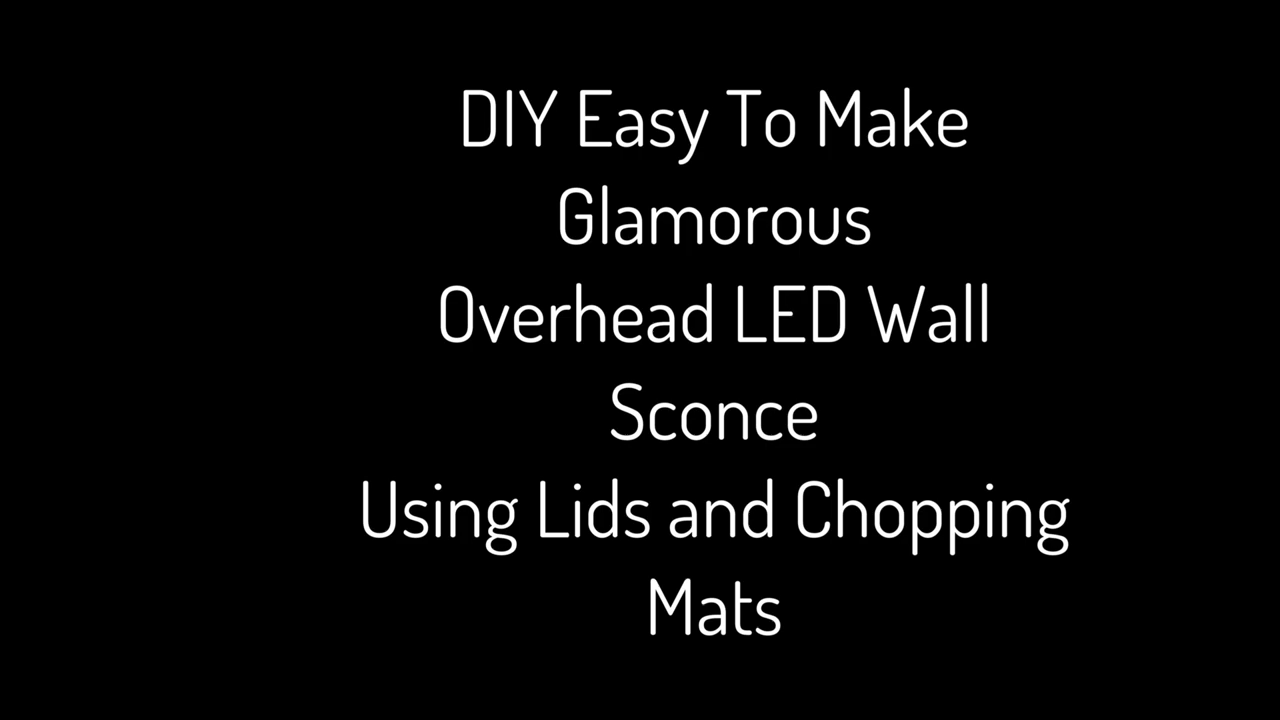 DIY Easy To Make
Glamorous
Overhead LED Wall
Sconce
Using Lids and Chopping
Mats